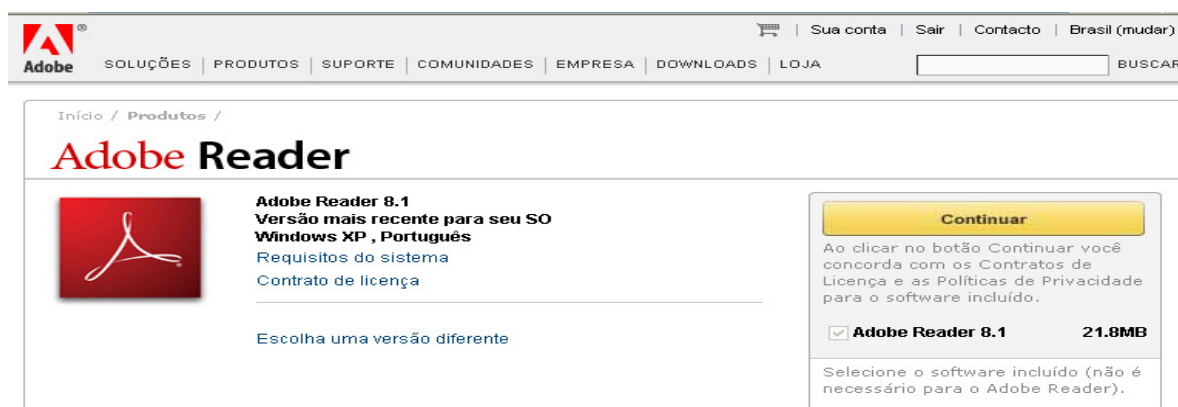 Sua conta | Sair | Contacto | Brasil (mudar)
Adobe SOLUÇÕES | PRODUTOS | SUPORTE | COMUNIDADES | EMPRESA | DOWNLOADS | LOJA BUSCAR
Início / Produtos /
Adobe Reader
Adobe Reader 8.1
Versão mais recente para seu SO
Windows XP , Português
Requisitos do sistema
Contrato de licença
Escolha uma versão diferente
Continuar
Ao clicar no botão Continuar você
concorda com os Contratos de
Licença e as Políticas de Privacidade
para o software incluído.
Adobe Reader 8.1 21.8MB
Selecione o software incluído (não é
necessário para o Adobe Reader).